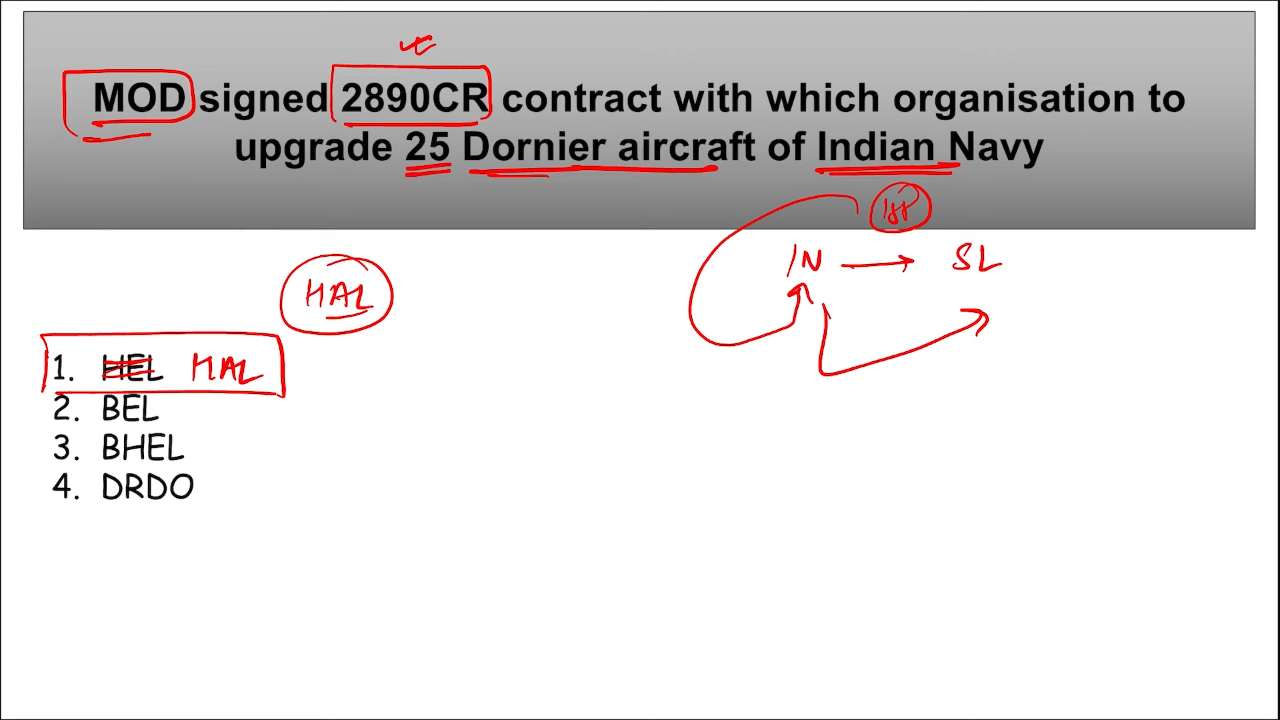 MOD signed 2890CR contract with which organisation to
upgrade 25 Dornier aircraft of Indian Navy
IN → SL
HAL
1. HEL HAL
2. BEL
3. BHEL
4. DRDO